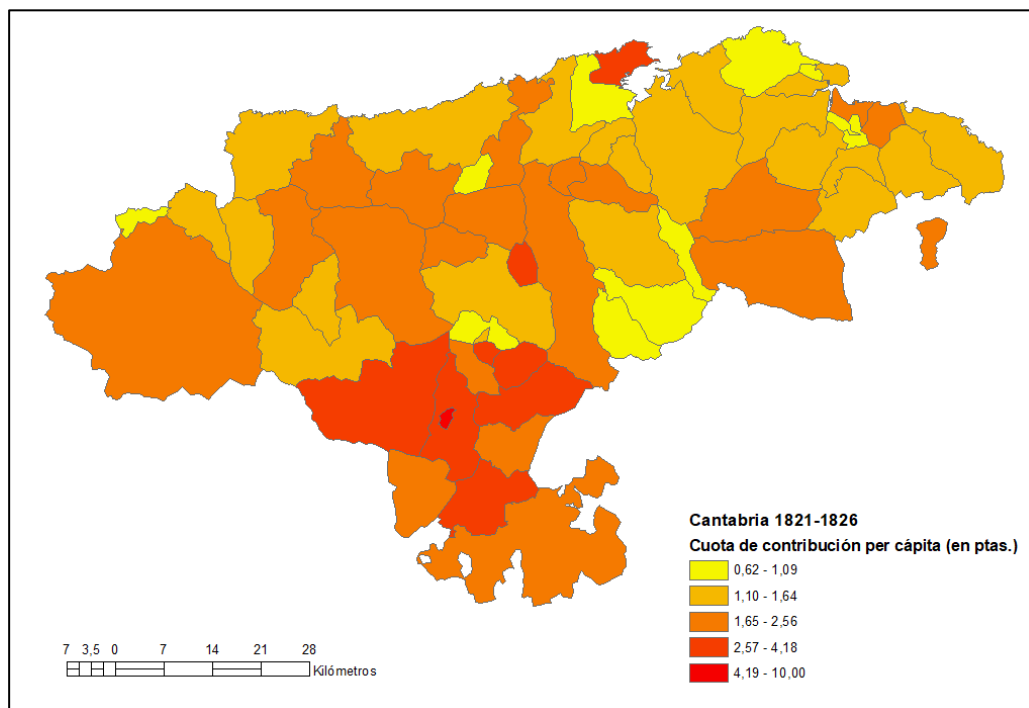 Cantabria 1821-1826
Cuota de contribución per cápita (en ptas.)
0,62 - 1,09
1,10 - 1,64
1,65 - 2,56
2,57 - 4,18
4,19 - 10,00
7 3,5 0 7 14 21 28
Kilómetros